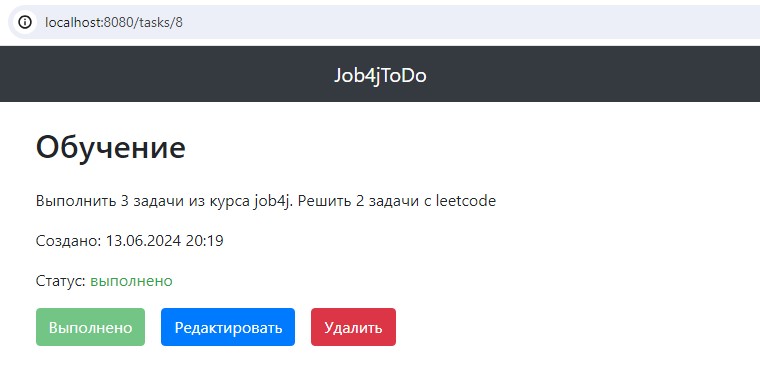 localhost:8080/tasks/8
Job4jToDo
Обучение
Выполнить 3 задачи из курса job4j. Решить 2 задачи с leetcode
Создано: 13.06.2024 20:19
Статус: выполнено
Выполнено Редактировать Удалить